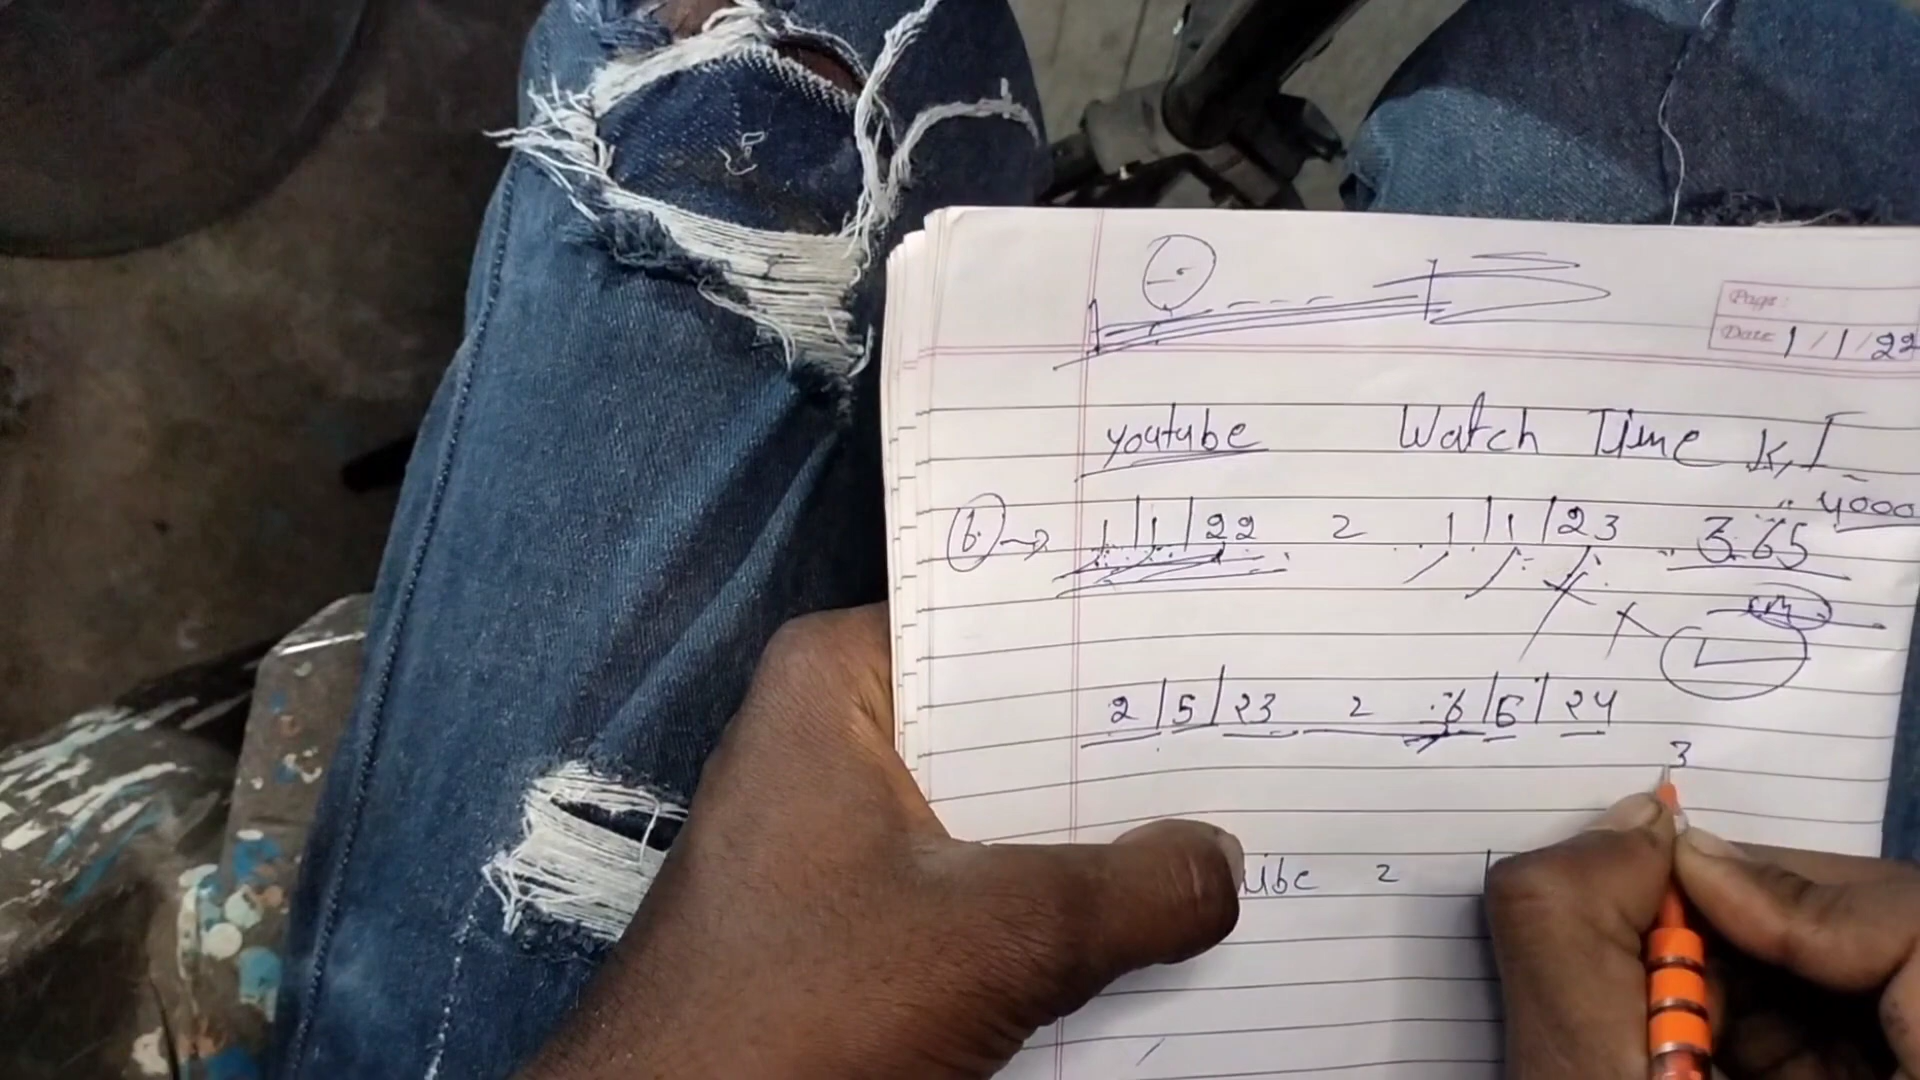 Page:
Date: 1/1/22
youtube Watch Time K,I
4000
b → 1|1|22 2 1|1|23 365
2|5|23 2 6|6|24
3
ibe 2